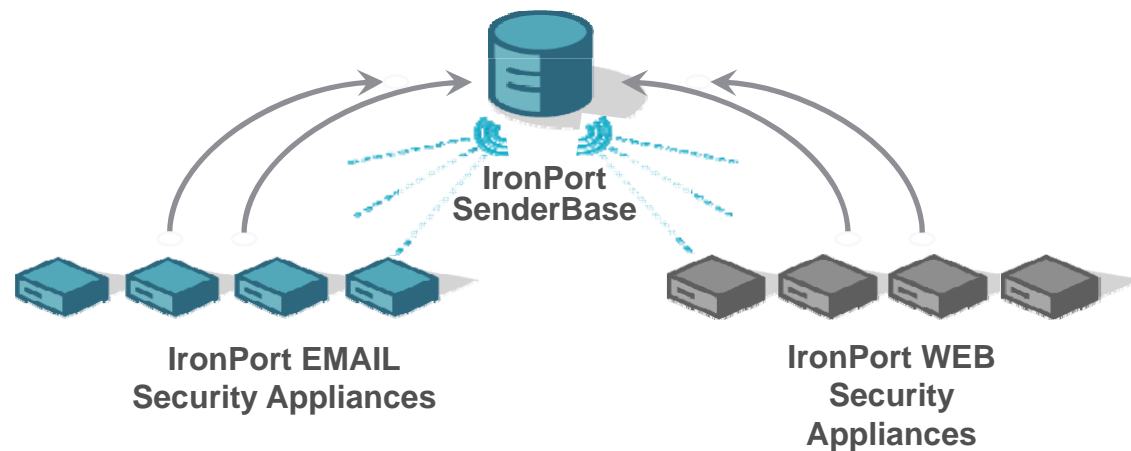 IronPort
SenderBase
IronPort EMAIL
Security Appliances
IronPort WEB
Security
Appliances